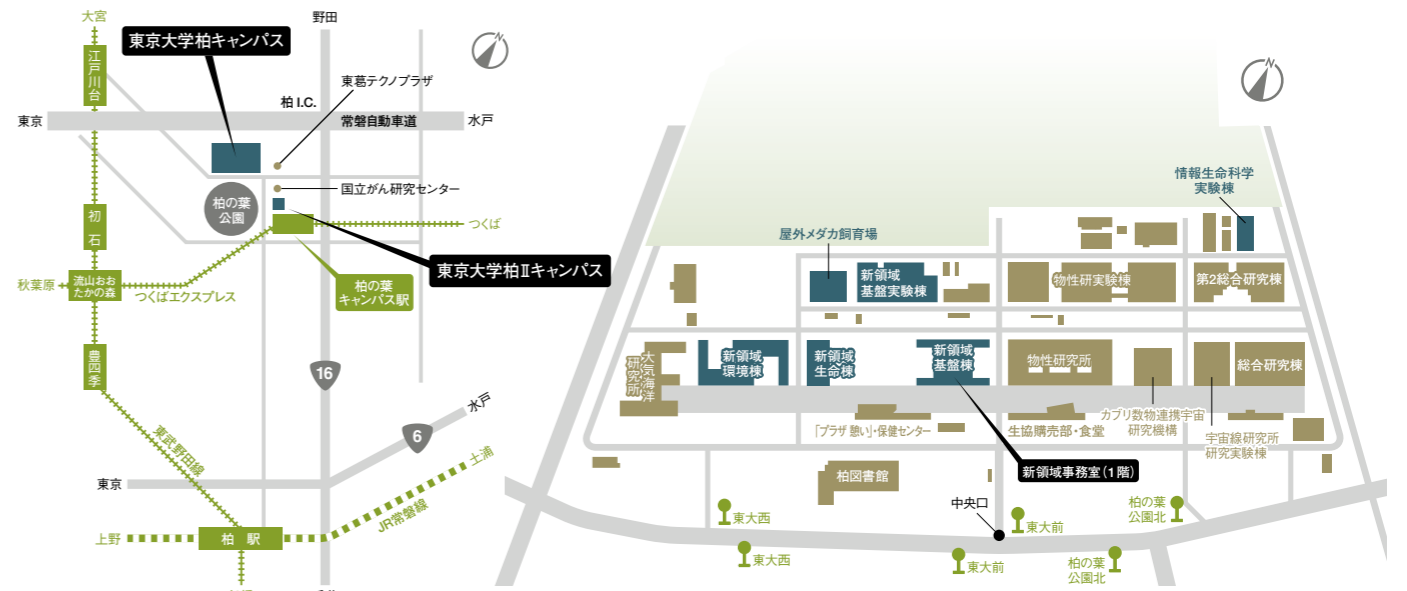 大宮
野田
東京大学柏キャンパス
N
江戸川台
東葛テクノプラザ
柏 I.C.
東京
常磐自動車道
水戸
国立がん研究センター
柏の葉
公園
初石
つくば
東京大学柏Ⅱキャンパス
秋葉原
流山おお
たかの森
つくばエクスプレス
柏の葉
キャンパス駅
豊四季
16
水戸
6
東武野田線
土浦
東京
JR常磐線
上野
柏 駅
N
情報生命科学
実験棟
屋外メダカ飼育場
新領域
基盤実験棟
物性研実験棟
第2総合研究棟
大気海洋
研究所
新領域
環境棟
新領域
生命棟
新領域
基盤棟
物性研究所
総合研究棟
カブリ数物連携宇宙
研究機構
「プラザ 憩い」・保健センター
生協購売部・食堂
宇宙線研究所
研究実験棟
柏図書館
新領域事務室(1階)
中央口
東大西
東大前
柏の葉
公園北
東大西
東大前
柏の葉
公園北